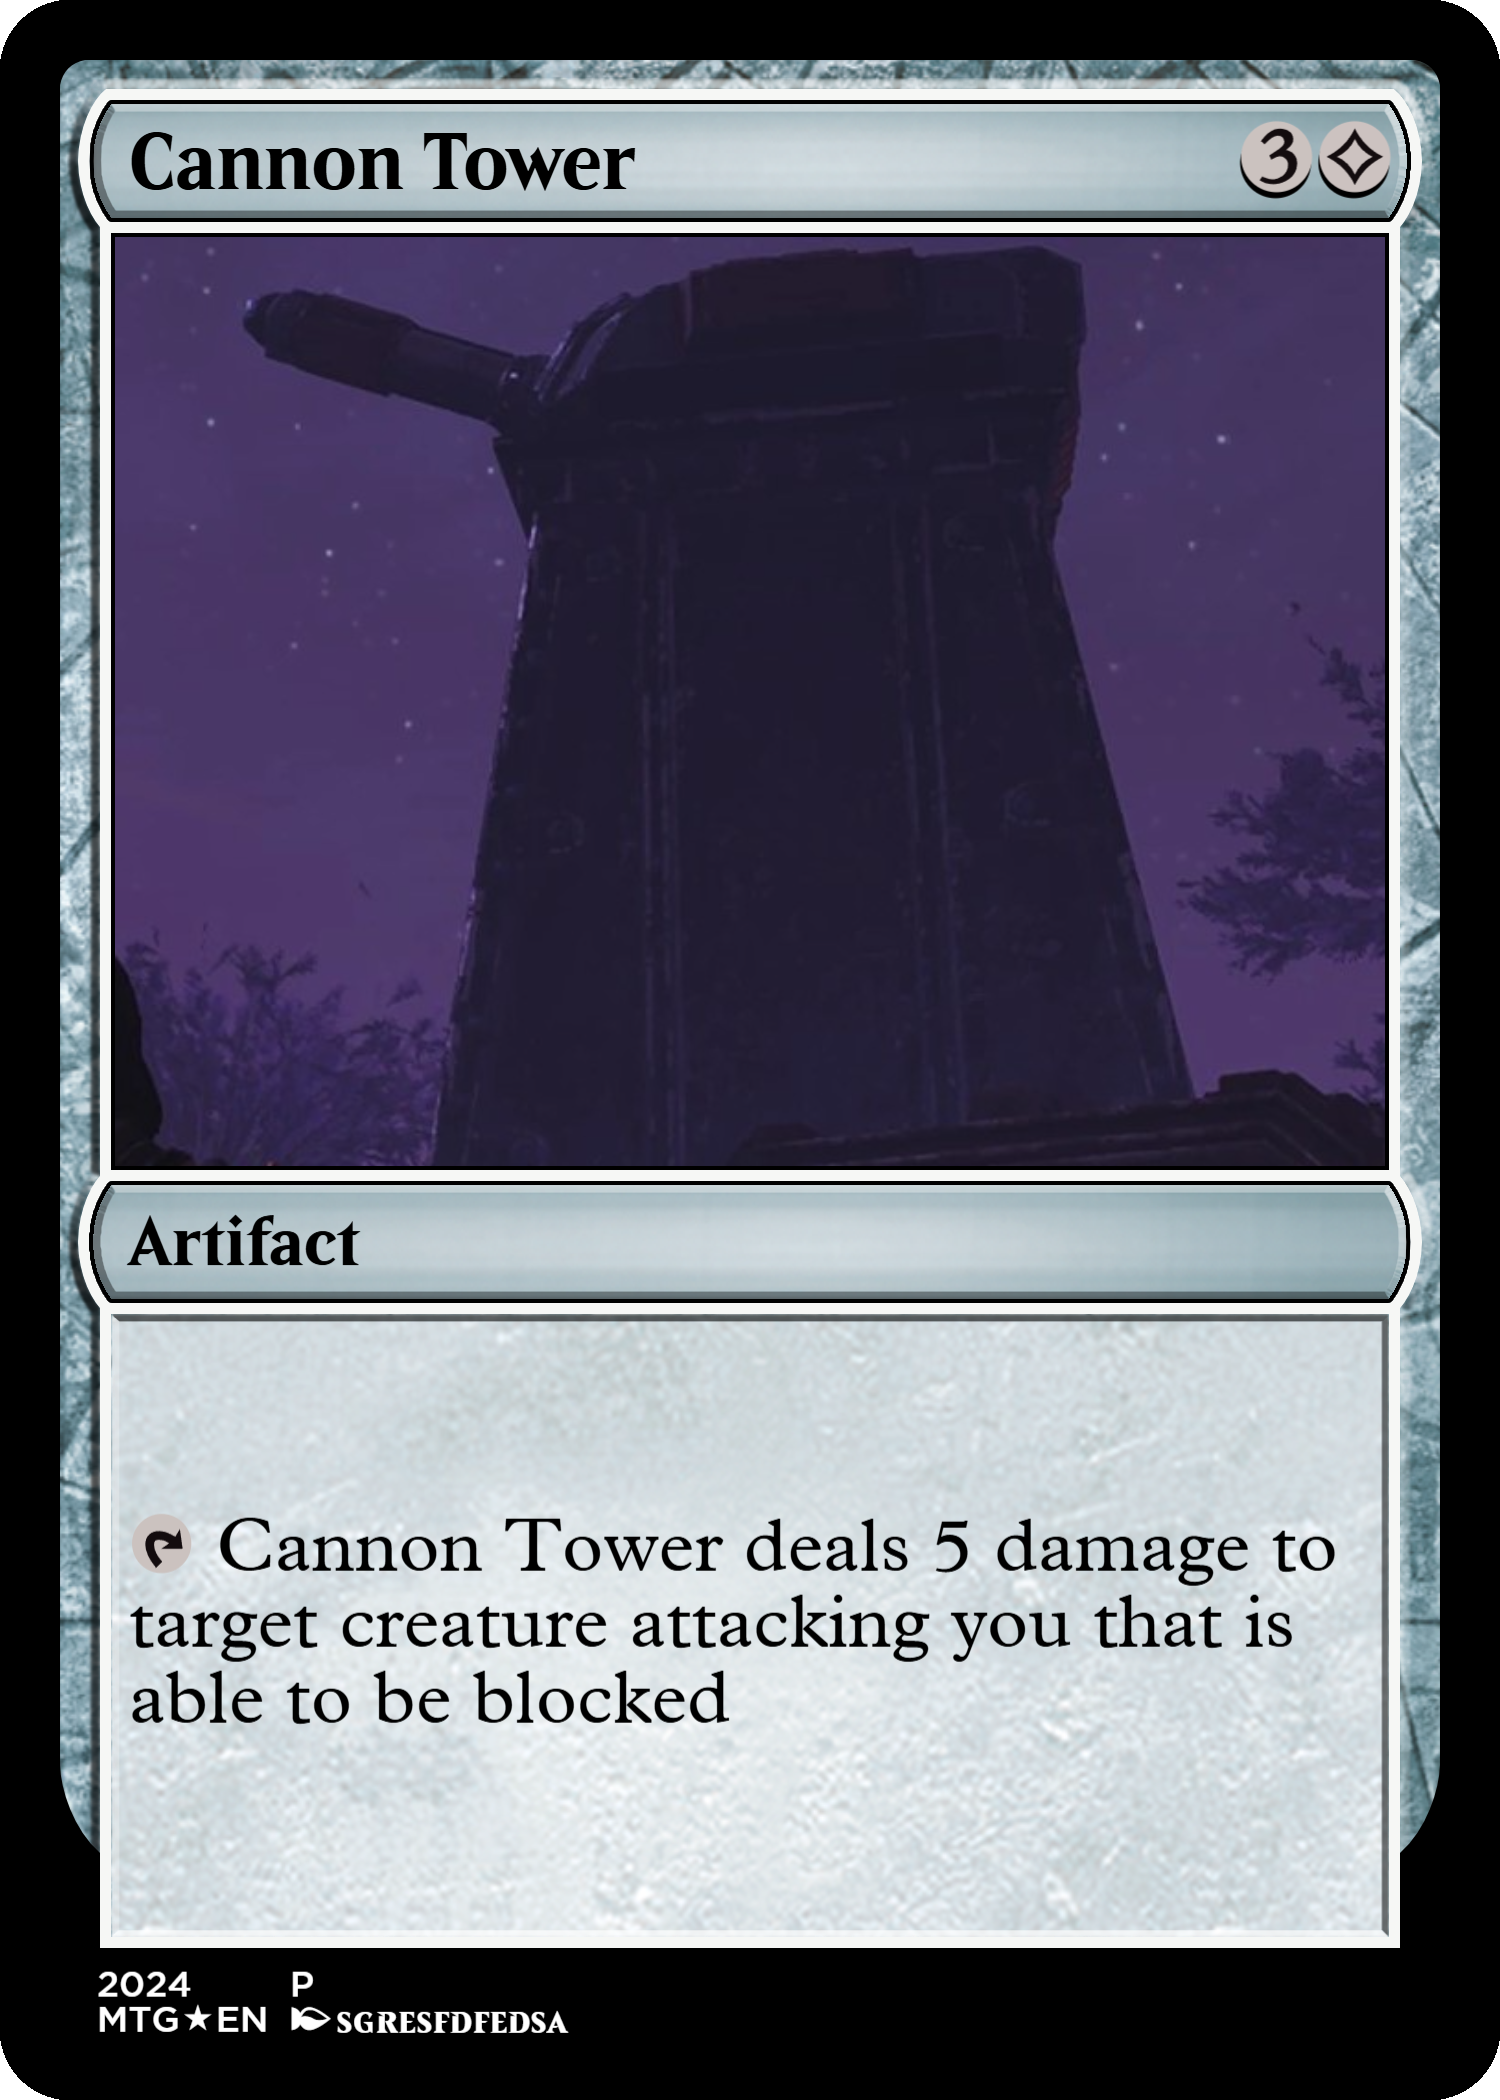 Cannon Tower 3
Artifact
Cannon Tower deals 5 damage to
target creature attacking you that is
able to be blocked
2024 P
MTG★EN SGRESFDFEDSA